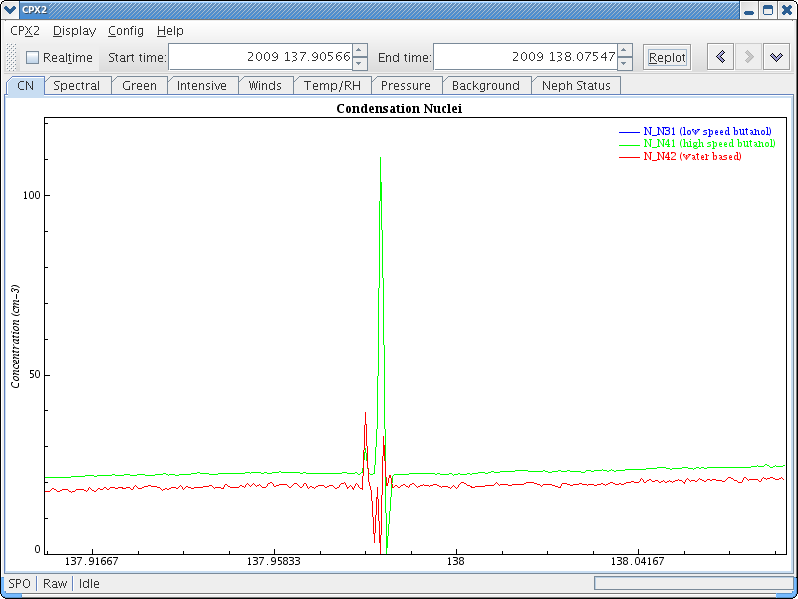 CPX2
CPX2 Display Config Help
Realtime Start time: 2009 137.90566 End time: 2009 138.07547 Replot
CN Spectral Green Intensive Winds Temp/RH Pressure Background Neph Status
Condensation Nuclei
N_N31 (low speed butanol)
N_N41 (high speed butanol)
N_N42 (water based)
100
50
0
Concentration (cm-3)
137.91667 137.95833 138 138.04167
SPO Raw Idle